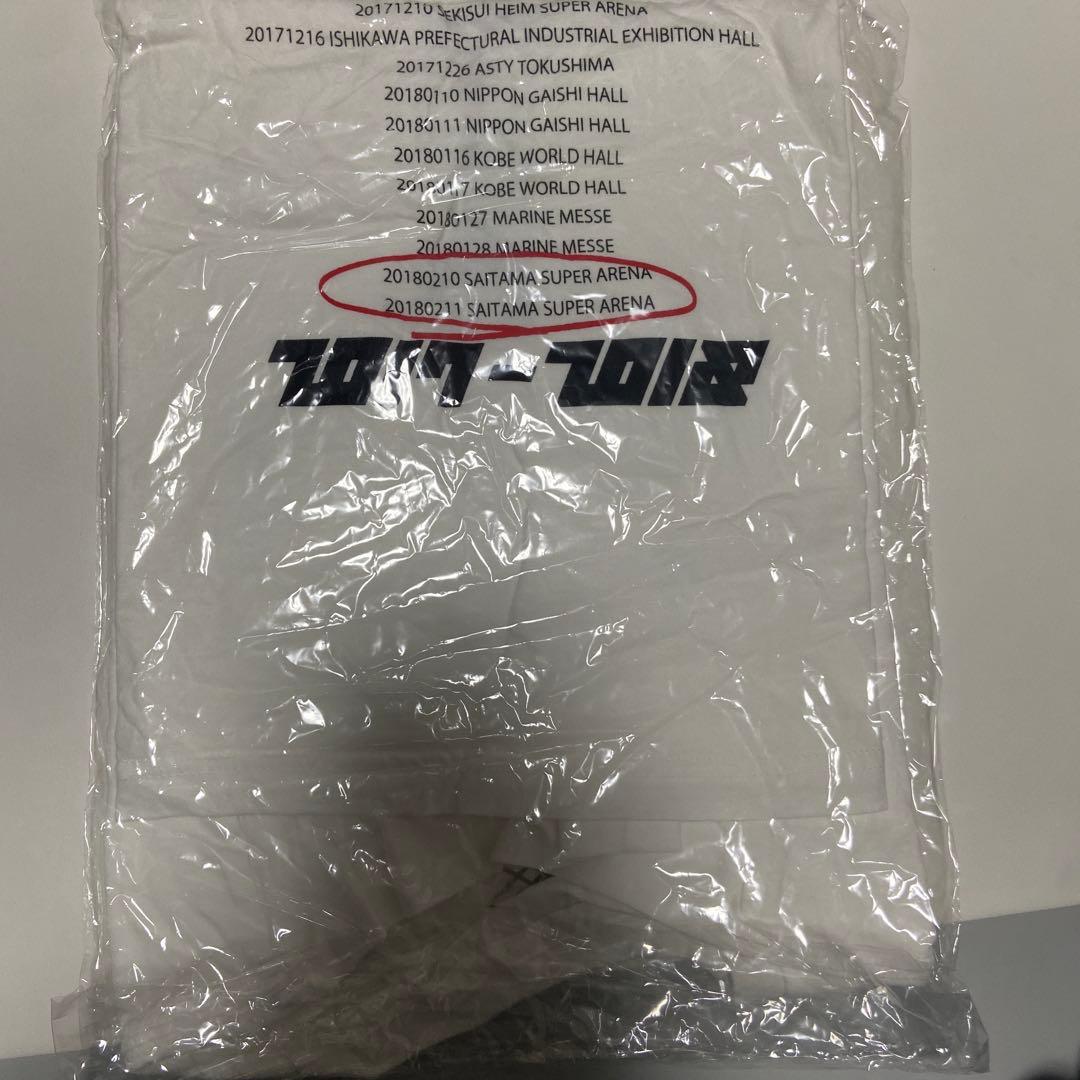 20171210 SEKISUI HEIM SUPER ARENA
20171216 ISHIKAWA PREFECTURAL INDUSTRIAL EXHIBITION HALL
20171226 ASTY TOKUSHIMA
20180110 NIPPON GAISHI HALL
20180111 NIPPON GAISHI HALL
20180116 KOBE WORLD HALL
20180117 KOBE WORLD HALL
20180127 MARINE MESSE
20180128 MARINE MESSE
20180210 SAITAMA SUPER ARENA
20180211 SAITAMA SUPER ARENA
2017-2018